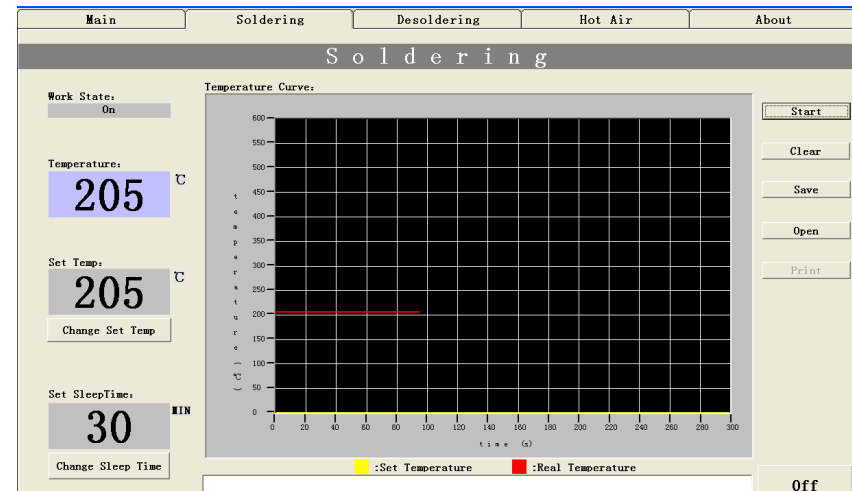 Main
Soldering
Desoldering
Hot Air
About
Soldering
Work State:
On
Temperature:
205 ℃
Set Temp:
205 ℃
Change Set Temp
Set SleepTime:
30 MIN
Change Sleep Time
Temperature Curve:
temperature (℃)
600
550
500
450
400
350
300
250
200
150
100
50
0
0 20 40 60 80 100 120 140 160 180 200 220 240 260 280 300
time (s)
:Set Temperature :Real Temperature
Start
Clear
Save
Open
Print
Off